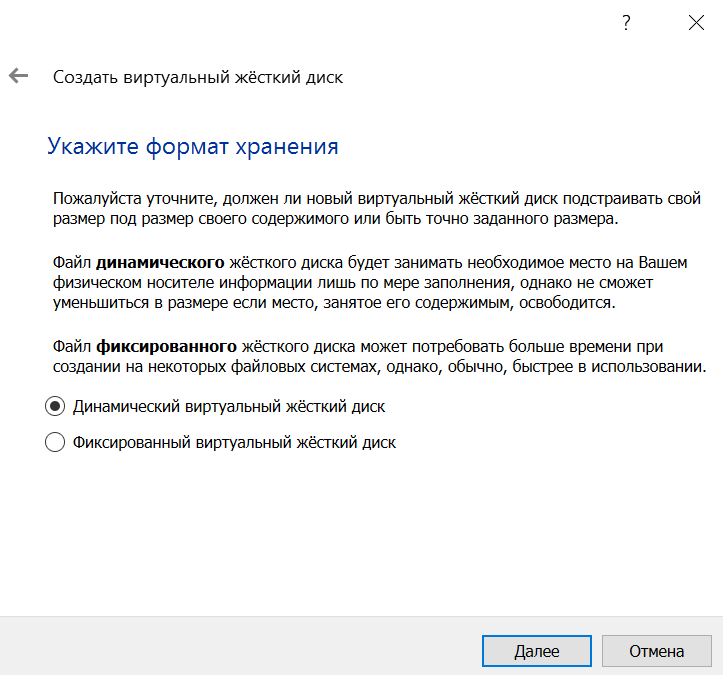 ?
Создать виртуальный жёсткий диск
Укажите формат хранения
Пожалуйста уточните, должен ли новый виртуальный жёсткий диск подстраивать свой
размер под размер своего содержимого или быть точно заданного размера.
Файл динамического жёсткого диска будет занимать необходимое место на Вашем
физическом носителе информации лишь по мере заполнения, однако не сможет
уменьшиться в размере если место, занятое его содержимым, освободится.
Файл фиксированного жёсткого диска может потребовать больше времени при
создании на некоторых файловых системах, однако, обычно, быстрее в использовании.
Динамический виртуальный жёсткий диск
Фиксированный виртуальный жёсткий диск
Далее
Отмена